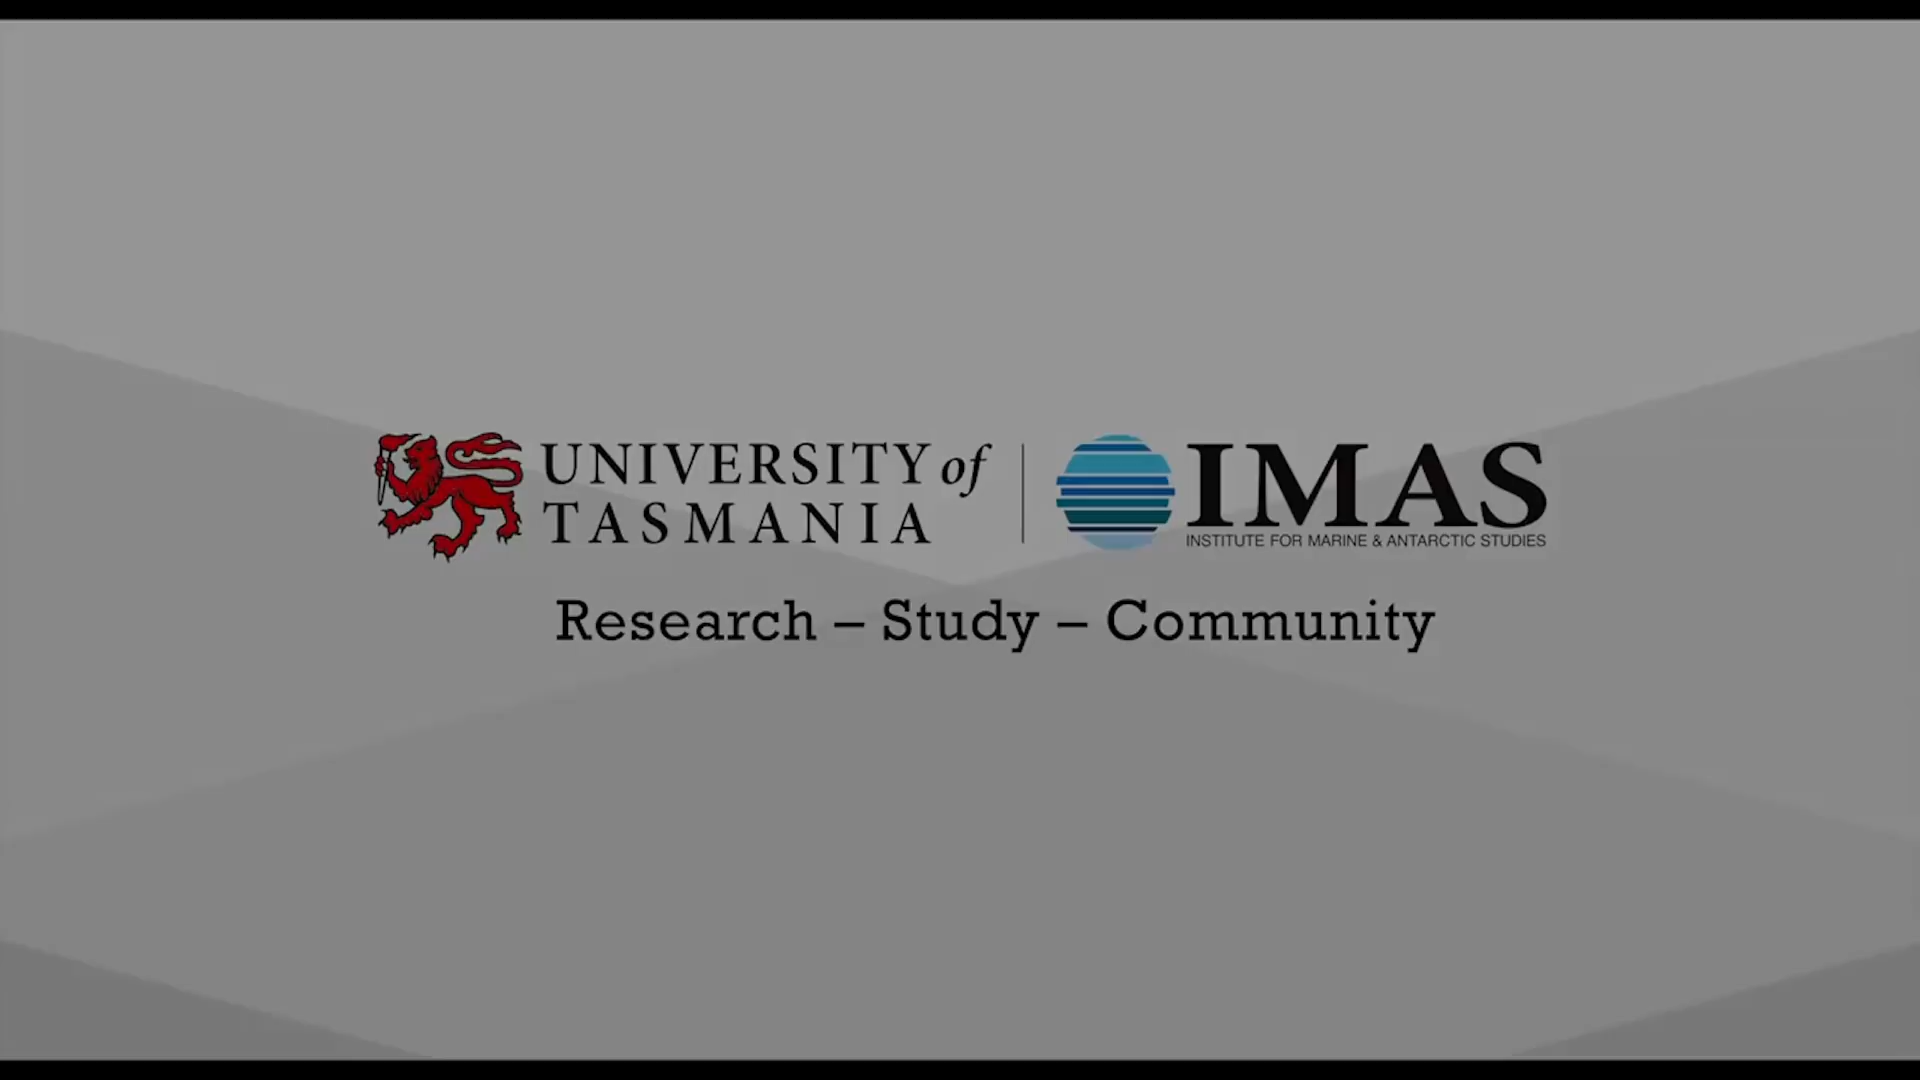 UNIVERSITY of
TASMANIA
IMAS
INSTITUTE FOR MARINE & ANTARCTIC STUDIES
Research – Study – Community